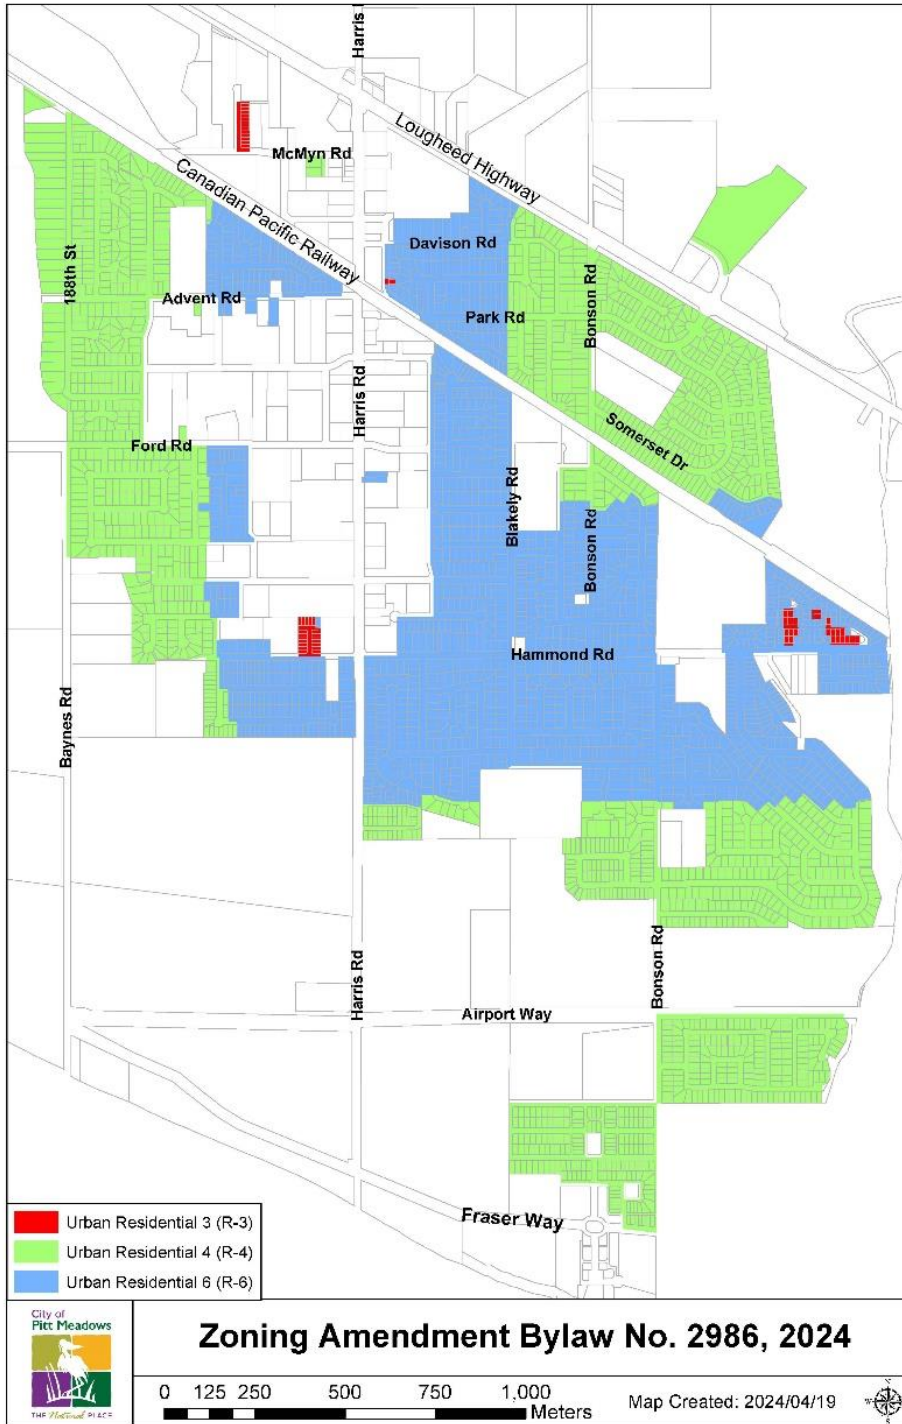 Harris
Lougheed Highway
McMyn Rd
Canadian Pacific Railway
Davison Rd
188th St
Bonson Rd
Advent Rd
Park Rd
Harris Rd
Somerset Dr
Ford Rd
Blakely Rd
Bonson Rd
Hammond Rd
Baynes Rd
Harris Rd
Bonson Rd
Airport Way
Fraser Way
Urban Residential 3 (R-3)
Urban Residential 4 (R-4)
Urban Residential 6 (R-6)
City of
Pitt Meadows
THE Natural PLACE
Zoning Amendment Bylaw No. 2986, 2024
0 125 250 500 750 1,000
Meters
Map Created: 2024/04/19